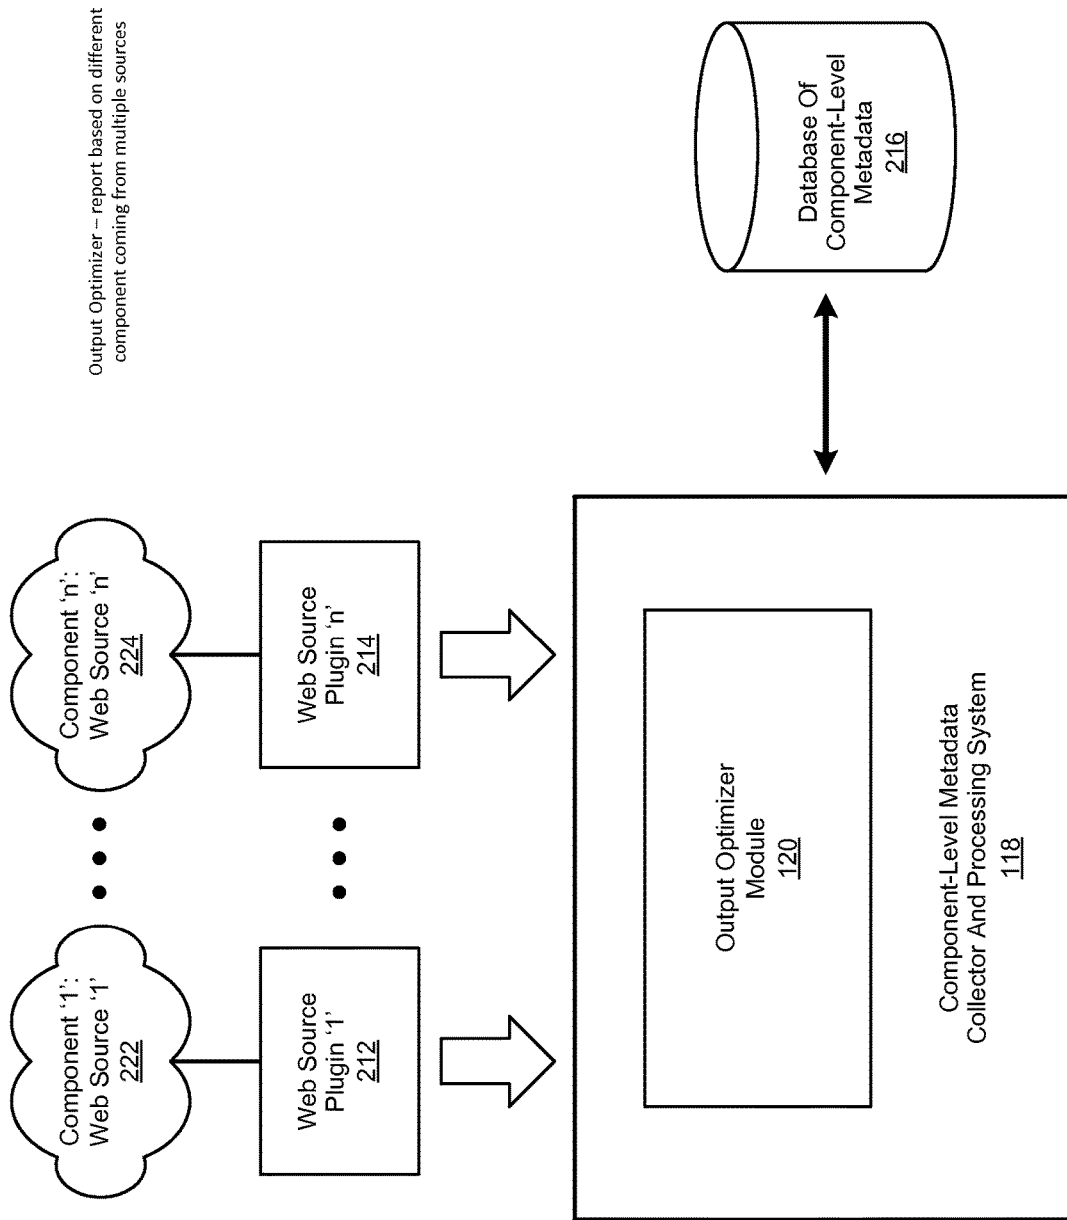 Output Optimizer – report based on different
component coming from multiple sources
Component ‘1’:
Web Source ‘1’
222
Component ‘n’:
Web Source ‘n’
224
Web Source
Plugin ‘1’
212
Web Source
Plugin ‘n’
214
Output Optimizer
Module
120
Component-Level Metadata
Collector And Processing System
118
Database Of
Component-Level
Metadata
216